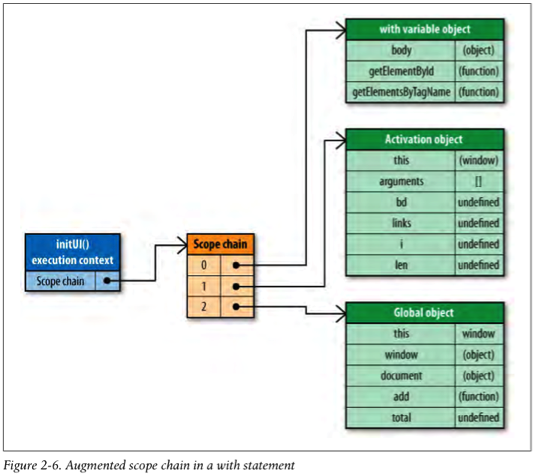 with variable object
body (object)
getElementById (function)
getElementsByTagName (function)
Activation object
this (window)
arguments []
bd undefined
links undefined
i undefined
len undefined
initUI()
execution context
Scope chain
Scope chain
0
1
2
Global object
this window
window (object)
document (object)
add (function)
total undefined
Figure 2-6. Augmented scope chain in a with statement